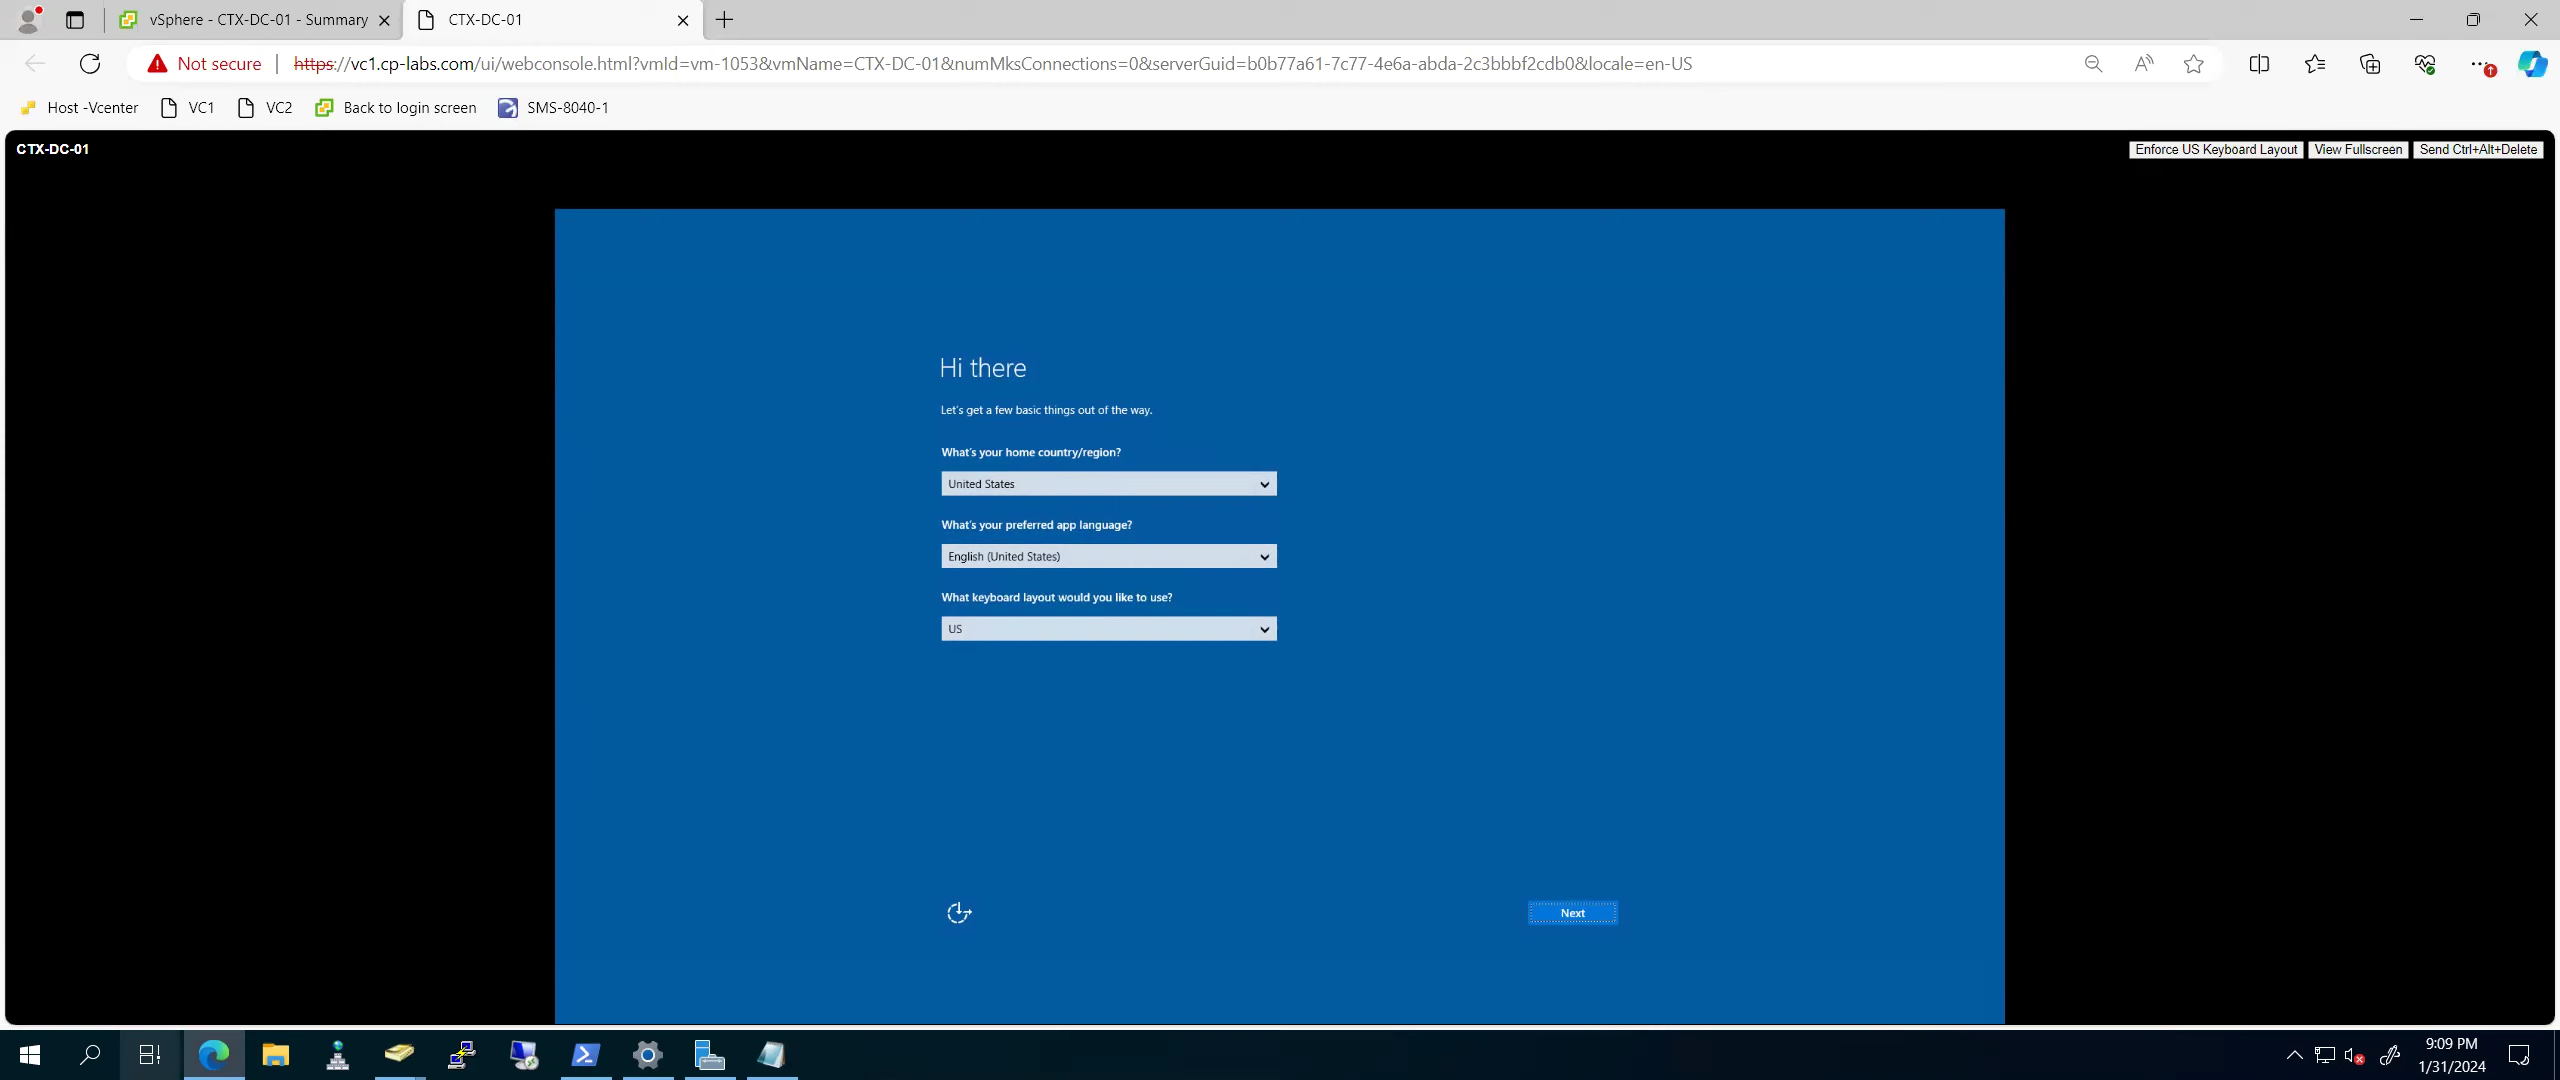 vSphere - CTX-DC-01 - Summary
CTX-DC-01
Not secure
https://vc1.cp-labs.com/ui/webconsole.html?vmId=vm-1053&vmName=CTX-DC-01&numMksConnections=0&serverGuid=b0b77a61-7c77-4e6a-abda-2c3bbbf2cdb0&locale=en-US
Host -Vcenter
VC1
VC2
Back to login screen
SMS-8040-1
CTX-DC-01
Enforce US Keyboard Layout
View Fullscreen
Send Ctrl+Alt+Delete
Hi there
Let's get a few basic things out of the way.
What's your home country/region?
United States
What's your preferred app language?
English (United States)
What keyboard layout would you like to use?
US
Next
9:09 PM
1/31/2024